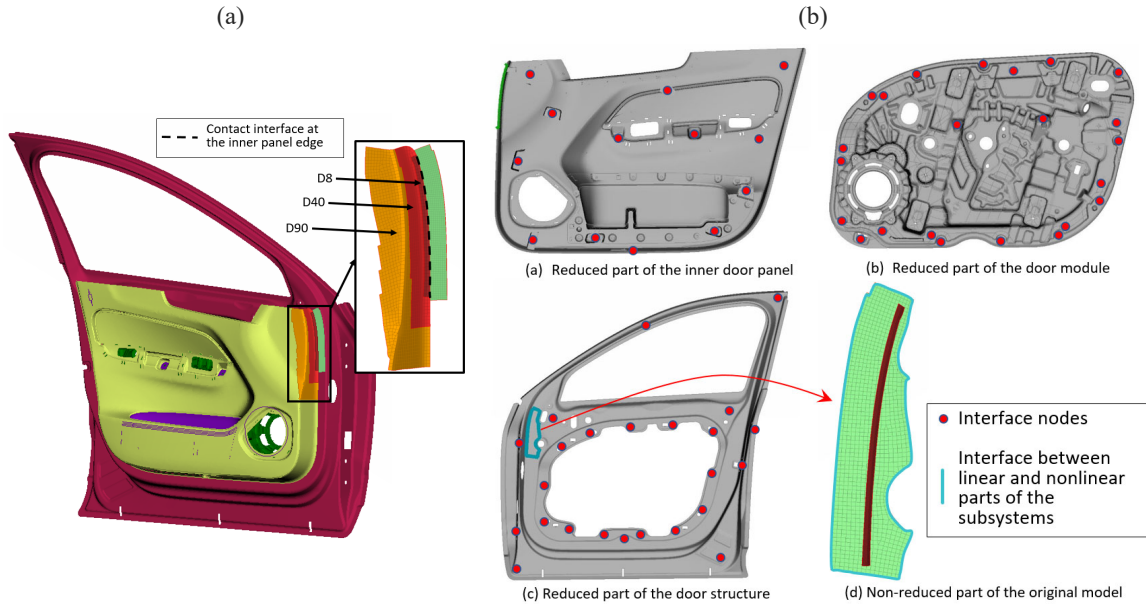 (a)
(b)
Contact interface at
the inner panel edge
D8
D40
D90
(a) Reduced part of the inner door panel
(b) Reduced part of the door module
Interface nodes
Interface between
linear and nonlinear
parts of the
subsystems
(c) Reduced part of the door structure
(d) Non-reduced part of the original model